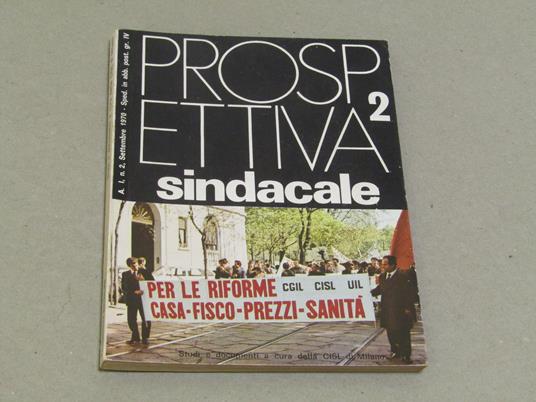 A. I, n. 2, Settembre 1970 - Sped. in abb. post. gr. IV
PROSP
ETTIVA
2
sindacale
PER LE RIFORME CGIL CISL UIL
CASA-FISCO-PREZZI-SANITÀ
Studi e documenti a cura della CISL di Milano